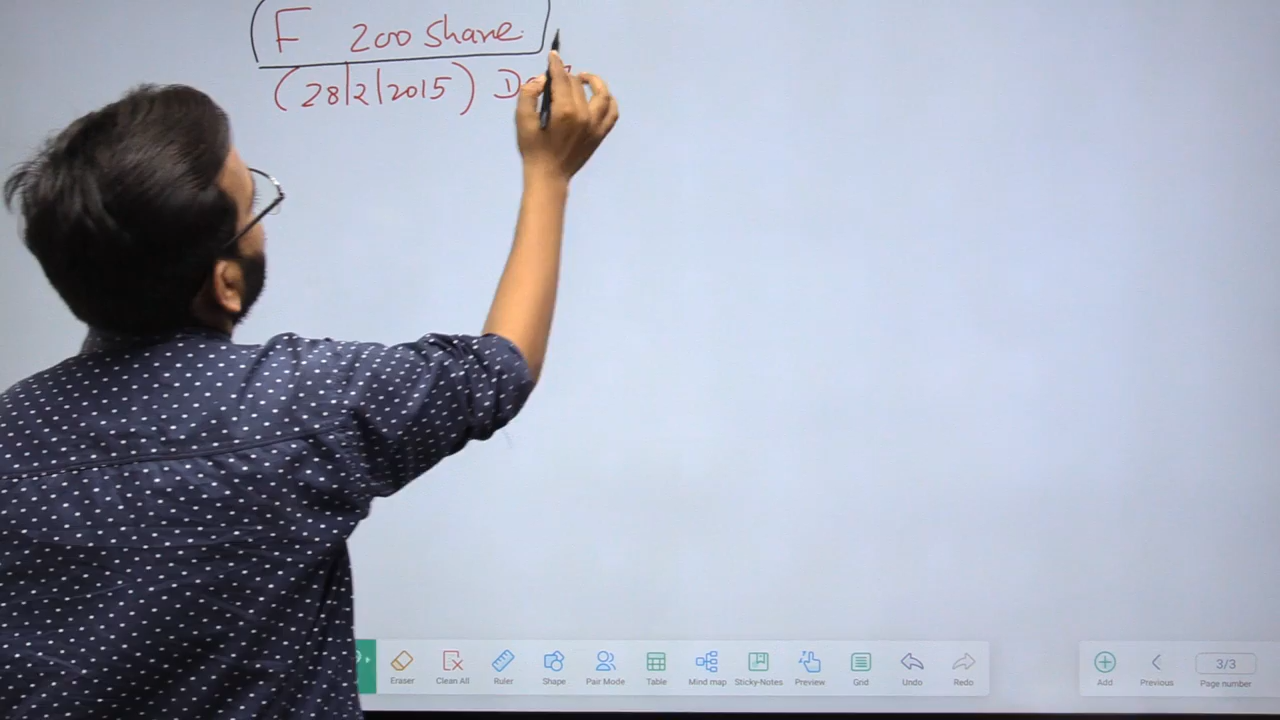 F 200 Share
(28/2/2015)
Eraser Clean All Ruler Shape Pair Mode Table Mind map Sticky-Notes Preview Grid Undo Redo Add Previous 3/3 Page number